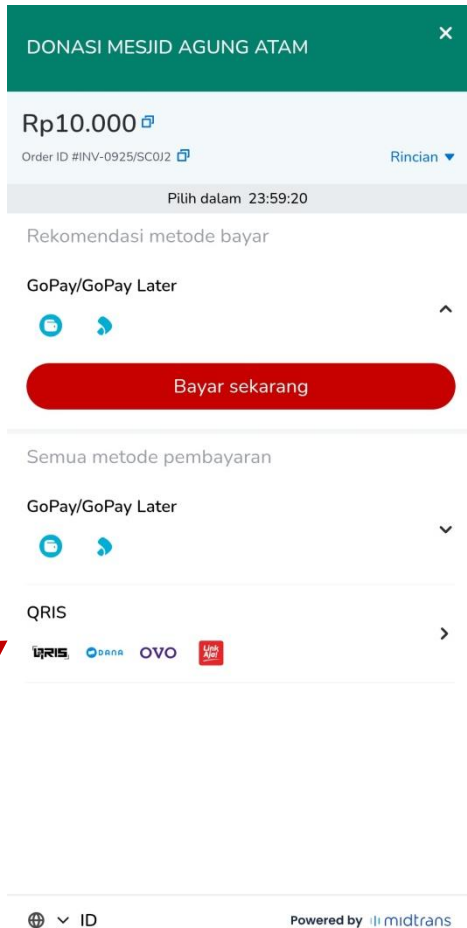 DONASI MESJID AGUNG ATAM
Rp10.000
Order ID #INV-0925/SC0J2
Rincian
Pilih dalam 23:59:20
Rekomendasi metode bayar
GoPay/GoPay Later
Bayar sekarang
Semua metode pembayaran
GoPay/GoPay Later
QRIS
QRIS DANA OVO LinkAja!
ID
Powered by midtrans